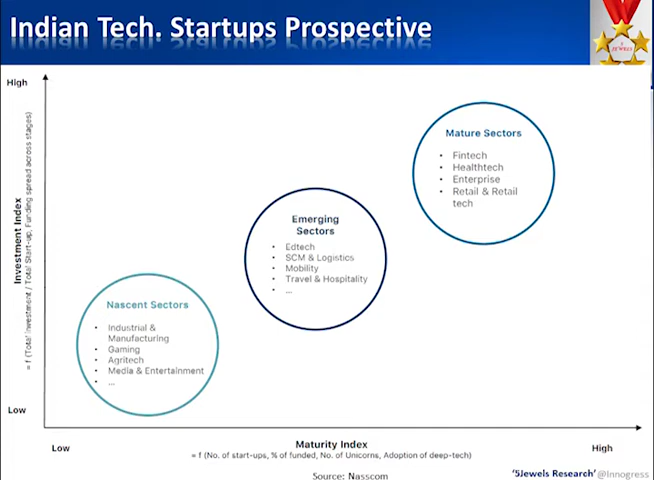 Indian Tech. Startups Prospective
5
JEWELS
High
Investment Index
= f (Total Investment / Total Start-up, Funding spread across stages)
Low
Mature Sectors
• Fintech
• Healthtech
• Enterprise
• Retail & Retail
tech
Emerging
Sectors
• Edtech
• SCM & Logistics
• Mobility
• Travel & Hospitality
• ...
Nascent Sectors
• Industrial &
Manufacturing
• Gaming
• Agritech
• Media & Entertainment
• ...
Low
Maturity Index
High
= f (No. of start-ups, % of funded, No. of Unicorns, Adoption of deep-tech)
Source: Nasscom
'5Jewels Research' @Innogress